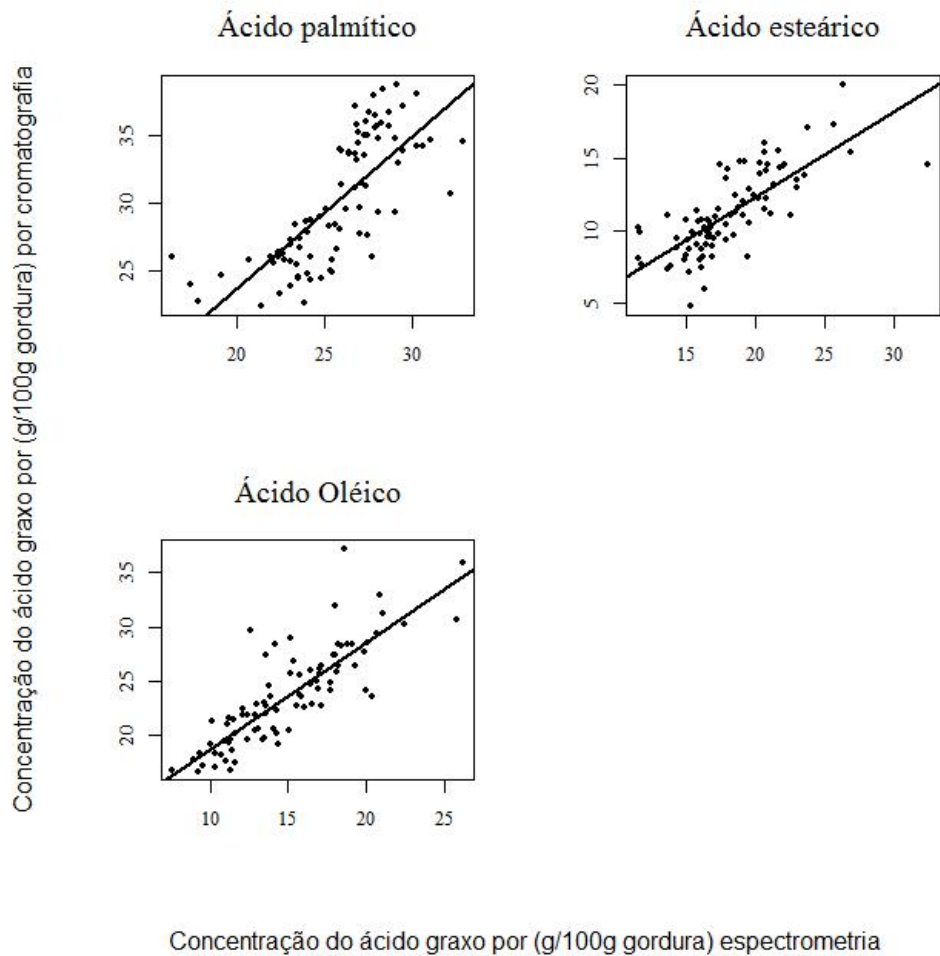 Ácido palmítico
Ácido esteárico
Concentração do ácido graxo por (g/100g gordura) por cromatografia
35
30
25
20 25 30
20
15
10
5
15 20 25 30
Ácido Oléico
35
30
25
20
10 15 20 25
Concentração do ácido graxo por (g/100g gordura) espectrometria